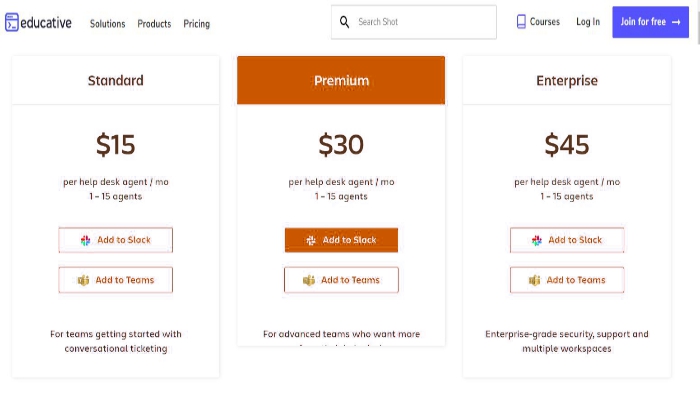 educative Solutions Products Pricing Search Shot Courses Log In Join for free →
Standard
$15
per help desk agent / mo
1 – 15 agents
Add to Slack
Add to Teams
For teams getting started with
conversational ticketing
Premium
$30
per help desk agent / mo
1 – 15 agents
Add to Slack
Add to Teams
For advanced teams who want more
Enterprise
$45
per help desk agent / mo
1 – 15 agents
Add to Slack
Add to Teams
Enterprise-grade security, support and
multiple workspaces